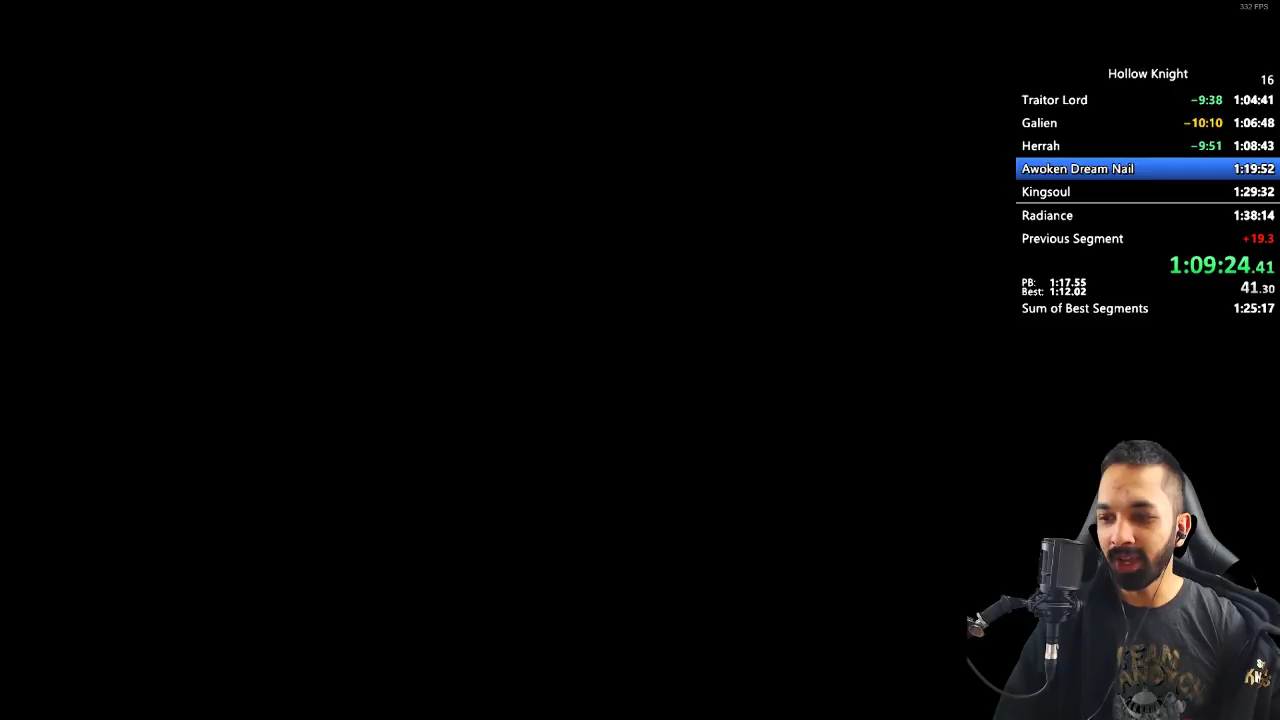 332 FPS
Hollow Knight
16
Traitor Lord −9:38 1:04:41
Galien −10:10 1:06:48
Herrah −9:51 1:08:43
Awoken Dream Nail 1:19:52
Kingsoul 1:29:32
Radiance 1:38:14
Previous Segment +19.3
1:09:24.41
PB: 1:17.55
Best: 1:12.02
41.30
Sum of Best Segments 1:25:17